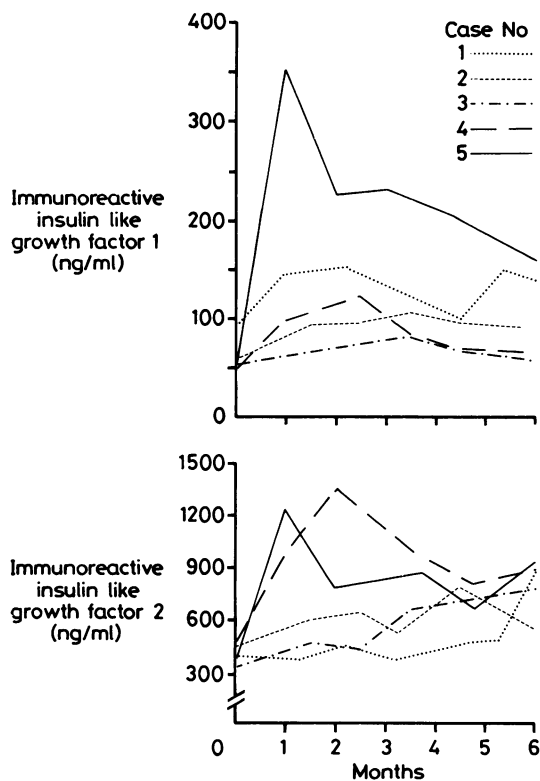 400
300
200
100
0
Immunoreactive
insulin like
growth factor 1
(ng/ml)
Case No
1
2
3
4
5
1500
1200
900
600
300
Immunoreactive
insulin like
growth factor 2
(ng/ml)
0 1 2 3 4 5 6
Months